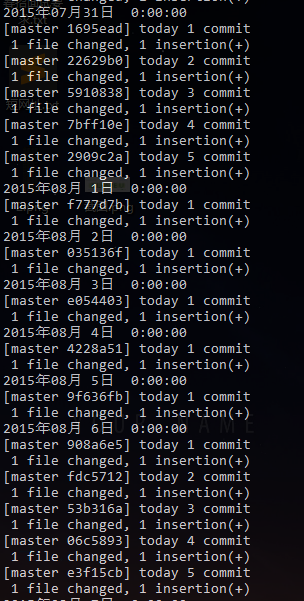 2015年07月31日  0:00:00
[master 1695ead] today 1 commit
 1 file changed, 1 insertion(+)
[master 22629b0] today 2 commit
 1 file changed, 1 insertion(+)
[master 5910838] today 3 commit
 1 file changed, 1 insertion(+)
[master 7bff10e] today 4 commit
 1 file changed, 1 insertion(+)
[master 2909c2a] today 5 commit
 1 file changed, 1 insertion(+)
2015年08月 1日  0:00:00
[master f777d7b] today 1 commit
 1 file changed, 1 insertion(+)
2015年08月 2日  0:00:00
[master 035136f] today 1 commit
 1 file changed, 1 insertion(+)
2015年08月 3日  0:00:00
[master e054403] today 1 commit
 1 file changed, 1 insertion(+)
2015年08月 4日  0:00:00
[master 4228a51] today 1 commit
 1 file changed, 1 insertion(+)
2015年08月 5日  0:00:00
[master 9f636fb] today 1 commit
 1 file changed, 1 insertion(+)
2015年08月 6日  0:00:00
[master 908a6e5] today 1 commit
 1 file changed, 1 insertion(+)
[master fdc5712] today 2 commit
 1 file changed, 1 insertion(+)
[master 53b316a] today 3 commit
 1 file changed, 1 insertion(+)
[master 06c5893] today 4 commit
 1 file changed, 1 insertion(+)
[master e3f15cb] today 5 commit
 1 file changed, 1 insertion(+)